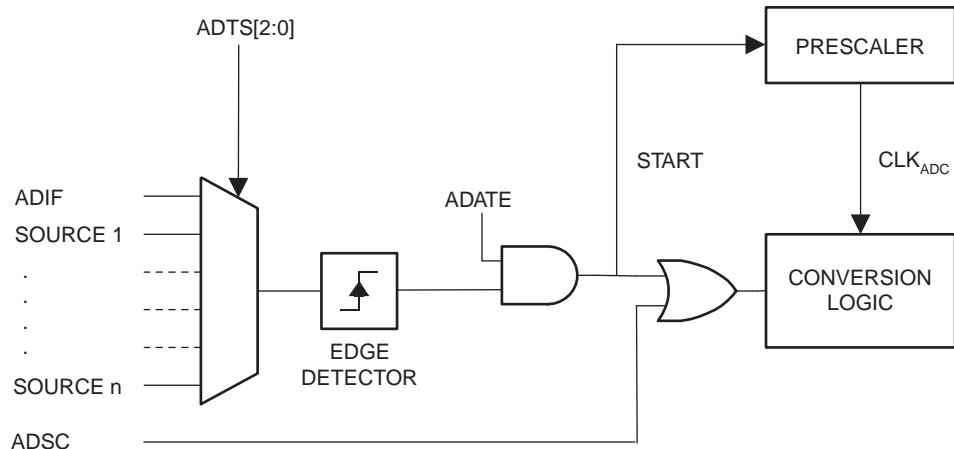 ADTS[2:0]
PRESCALER
START
CLKADC
ADIF
ADATE
SOURCE 1
.
.
.
.
CONVERSION
LOGIC
EDGE
DETECTOR
SOURCE n
ADSC